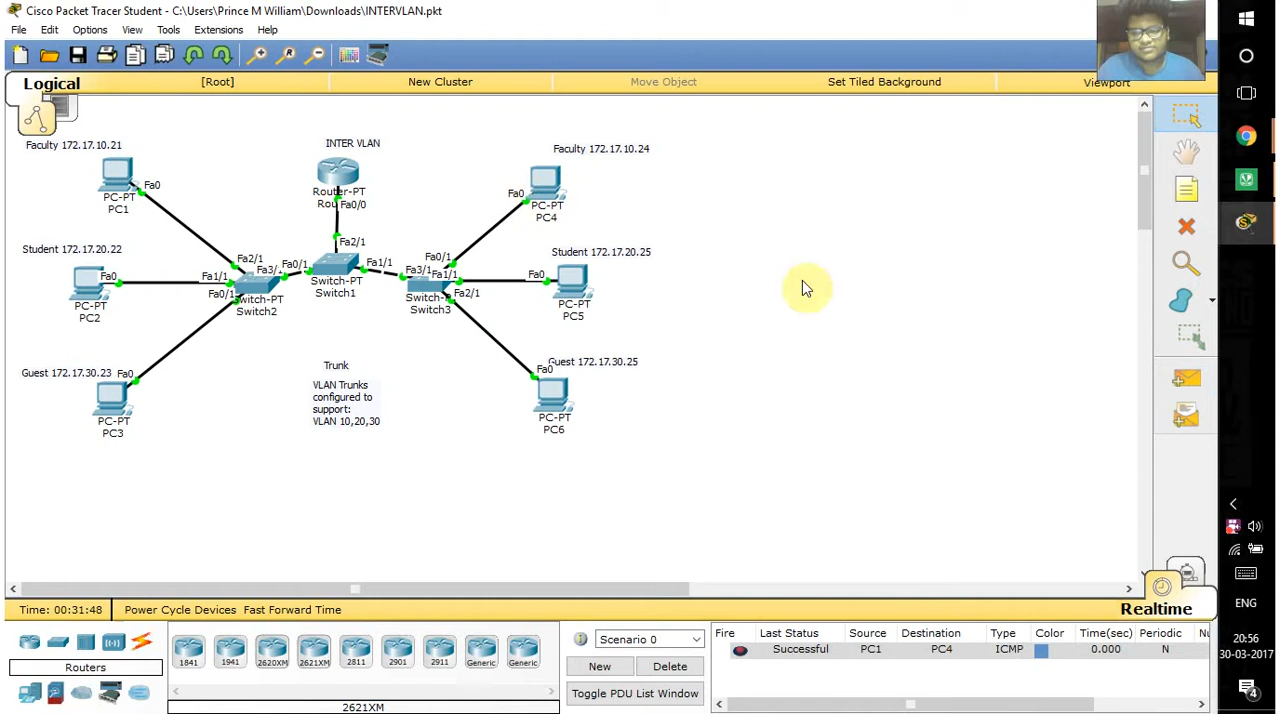 Cisco Packet Tracer Student - C:\Users\Prince M William\Downloads\INTERVLAN.pkt
File Edit Options View Tools Extensions Help
Logical [Root] New Cluster Move Object Set Tiled Background Viewport
INTER VLAN
Faculty 172.17.10.21
Faculty 172.17.10.24
Fa0
PC-PT
PC1
Router-PT
Fa0/0
Fa0
PC-PT
PC4
Student 172.17.20.22
Fa2/1
Student 172.17.20.25
Fa0
PC-PT
PC2
Fa2/1
Fa1/1
Fa0/1
Fa3/1
Fa0/1
Switch-PT
Switch2
Switch-PT
Switch1
Fa1/1
Fa3/1
Fa0/1
Fa1/1
Fa2/1
Switch3
Fa0
PC-PT
PC5
Guest 172.17.30.23
Fa0
PC-PT
PC3
Trunk
VLAN Trunks
configured to
support:
VLAN 10,20,30
Guest 172.17.30.25
Fa0
PC-PT
PC6
Time: 00:31:48 Power Cycle Devices Fast Forward Time Realtime
Routers
1841 1941 2620XM 2621XM 2811 2901 2911 Generic Generic
2621XM
Scenario 0
New Delete
Toggle PDU List Window
Fire Last Status Source Destination Type Color Time(sec) Periodic
Successful PC1 PC4 ICMP 0.000 N
ENG
20:56
30-03-2017
4